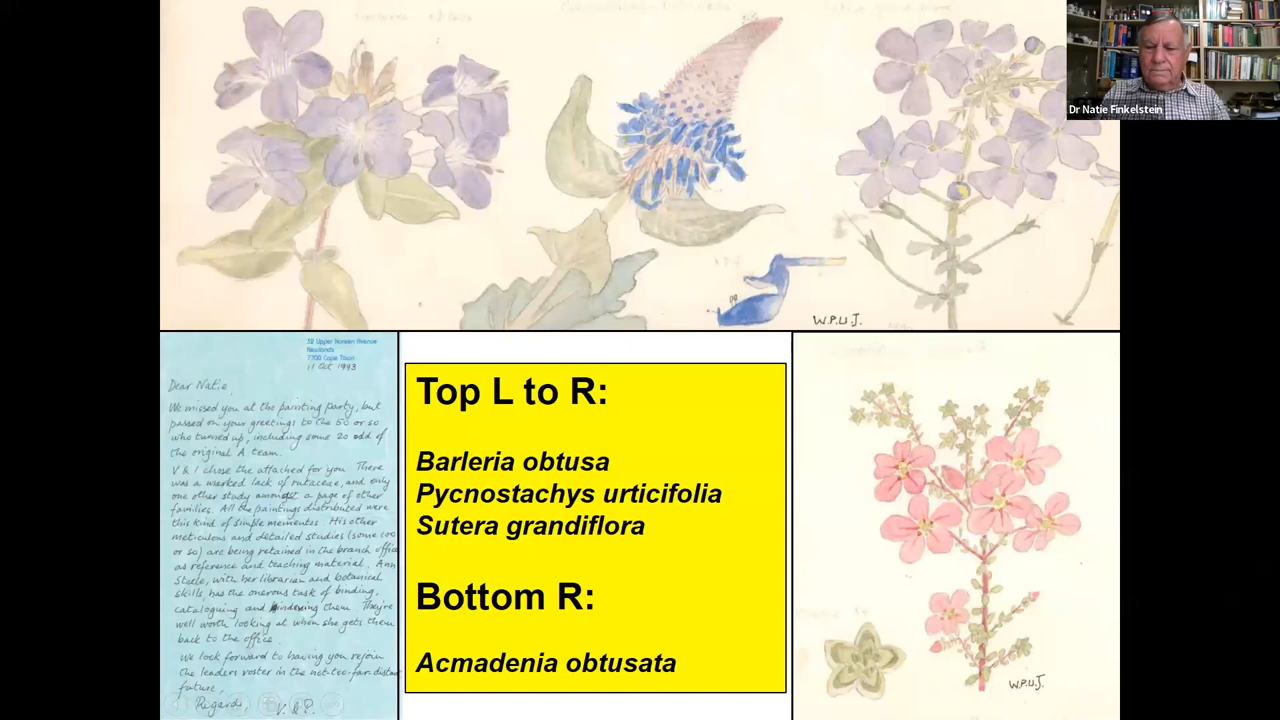 Dr Natie Finkelstein
W.P.U.J.
32 Upper Norsen Avenue
Newlands
7700 Cape Town
11 Oct 1993
Dear Natie,
We missed you at the painting party, but
passed on your greetings to the 50 or so
who turned up, including some 20 odd of
the original A team.
V & I chose the attached for you. There
was a marked lack of rutaceae, and only
one other study amongst a page of other
families. All the paintings distributed were
this kind of simple mementos. His other
meticulous and detailed studies (some 100
or so) are being retained in the branch office
as reference and teaching material. Ann
Steele, with her librarian and botanical
skills, has the onerous task of binding,
cataloguing and indexing them. They're
well worth looking at when she gets them
back to the office.
We look forward to having you rejoin
the leaders roster in the not-too-far-distant
future.
Regards, V. & P.
Top L to R:
Barleria obtusa
Pycnostachys urticifolia
Sutera grandiflora
Bottom R:
Acmadenia obtusata
W.P.U.J.